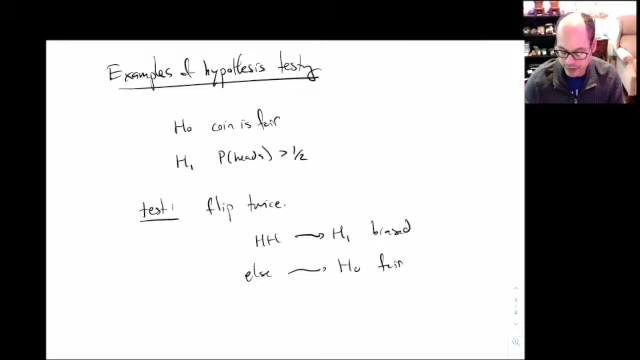 Examples of hypothesis testy
H0 coin is fair
H1 P(heads) > 1/2
test: flip twice.
HH → H1 biased
else → H0 fair